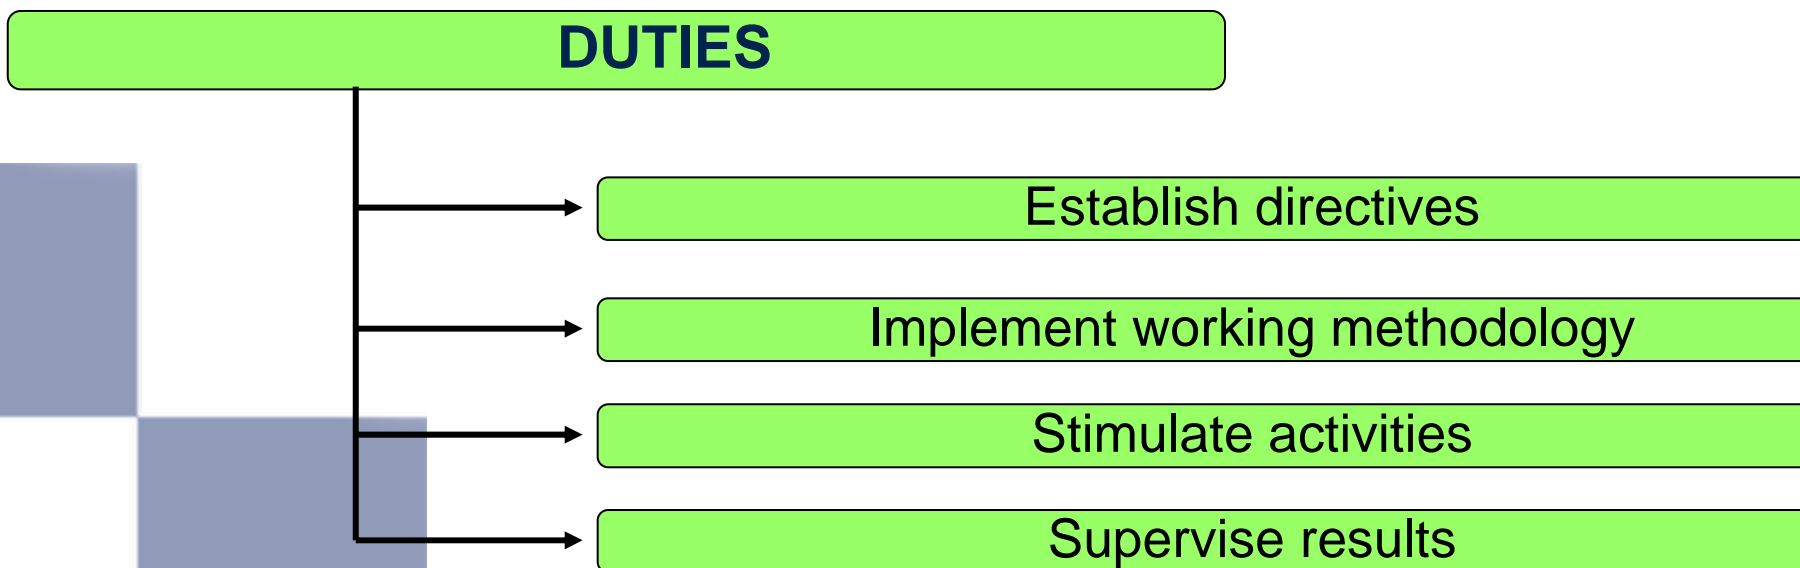 DUTIES
Establish directives
Implement working methodology
Stimulate activities
Supervise results